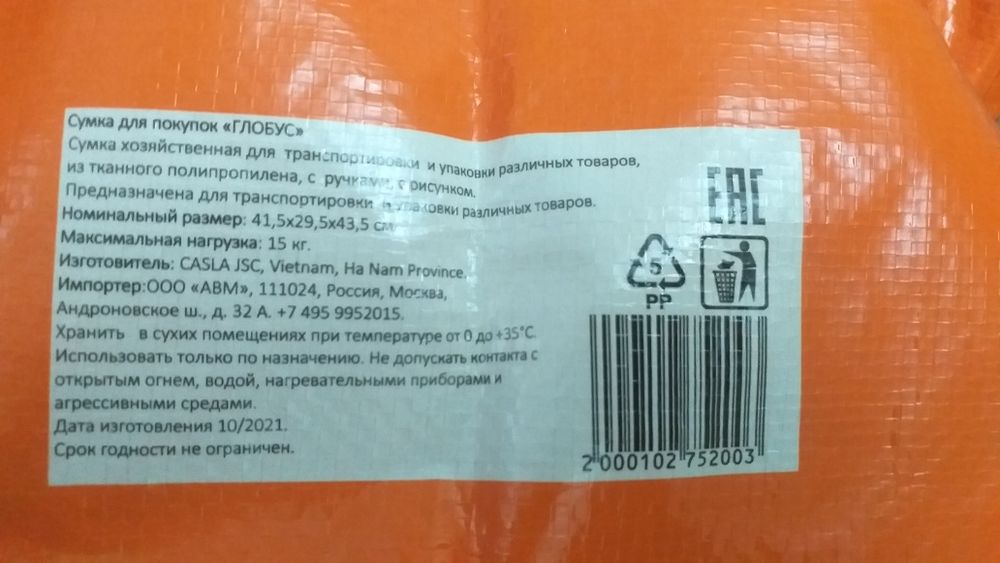 Сумка для покупок «ГЛОБУС»
Сумка хозяйственная для транспортировки и упаковки различных товаров,
из тканного полипропилена, с ручками, с рисунком.
Предназначена для транспортировки и упаковки различных товаров.
Номинальный размер: 41,5х29,5х43,5 см
Максимальная нагрузка: 15 кг.
Изготовитель: CASLA JSC, Vietnam, Ha Nam Province.
Импортер:ООО «АВМ», 111024, Россия, Москва,
Андроновское ш., д. 32 А. +7 495 9952015.
Хранить в сухих помещениях при температуре от 0 до +35°С.
Использовать только по назначению. Не допускать контакта с
открытым огнем, водой, нагревательными приборами и
агрессивными средами.
Дата изготовления 10/2021.
Срок годности не ограничен.
EAC
5
PP
2 000102 752003